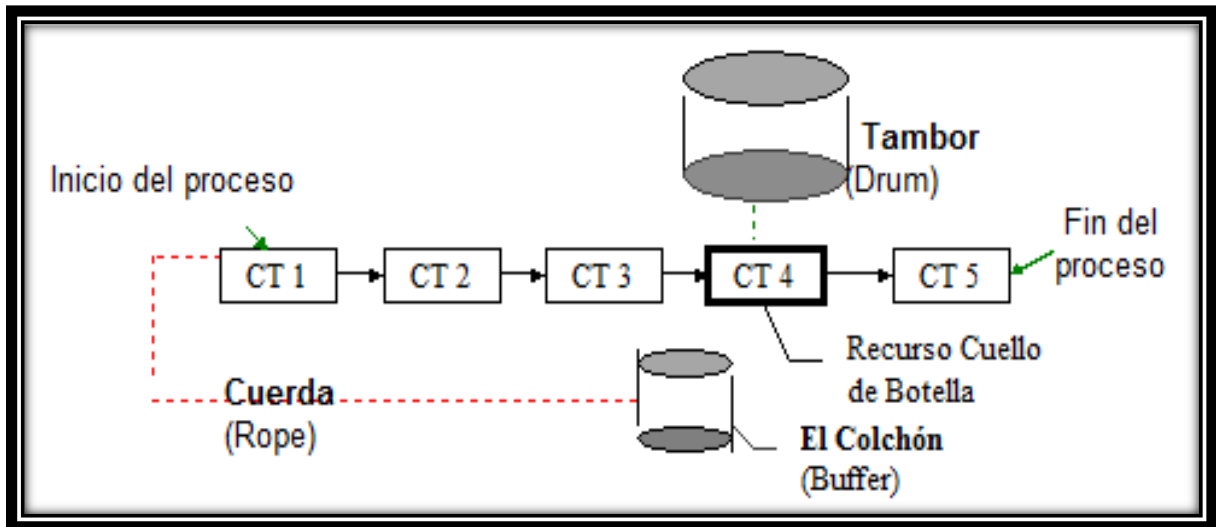 Tambor
(Drum)
Inicio del proceso
Fin del
proceso
CT 1
CT 2
CT 3
CT 4
CT 5
Recurso Cuello
de Botella
Cuerda
(Rope)
El Colchón
(Buffer)